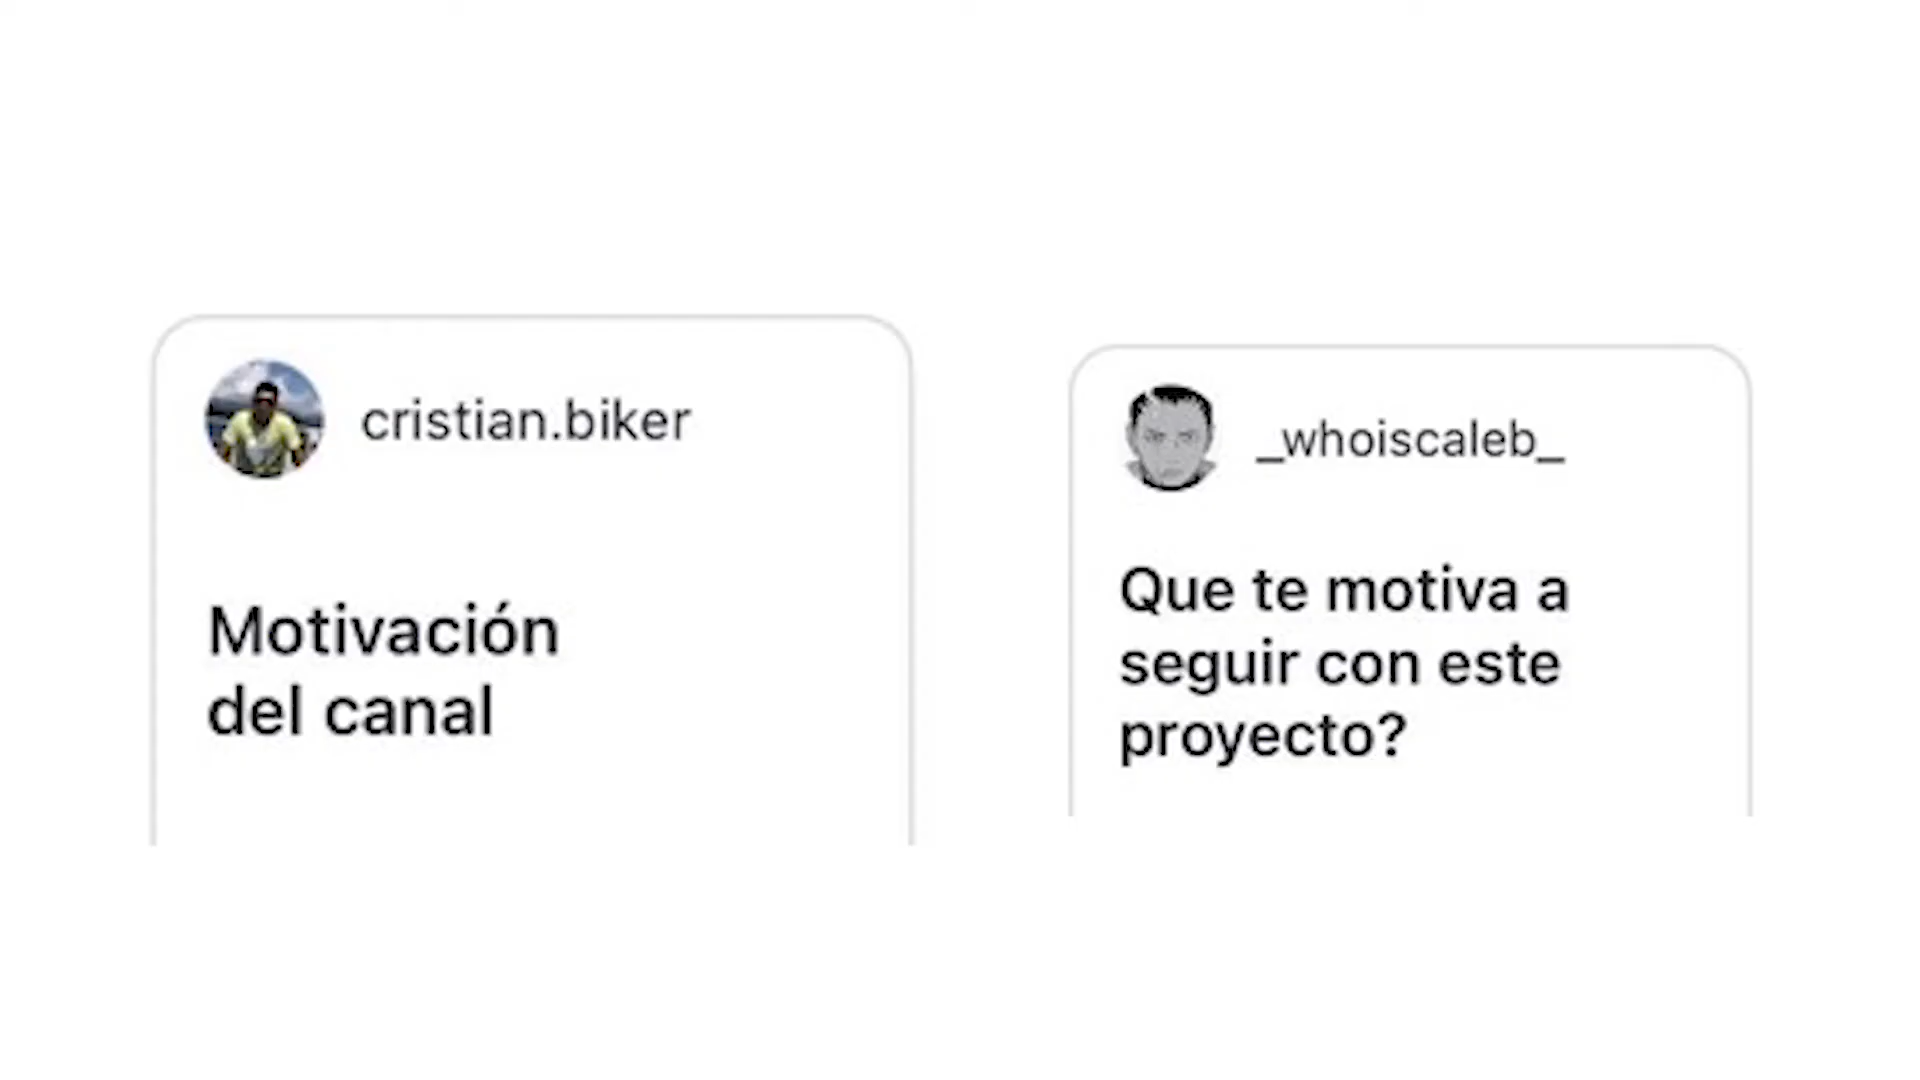 cristian.biker
Motivación
del canal
_whoiscaleb_
Que te motiva a
seguir con este
proyecto?